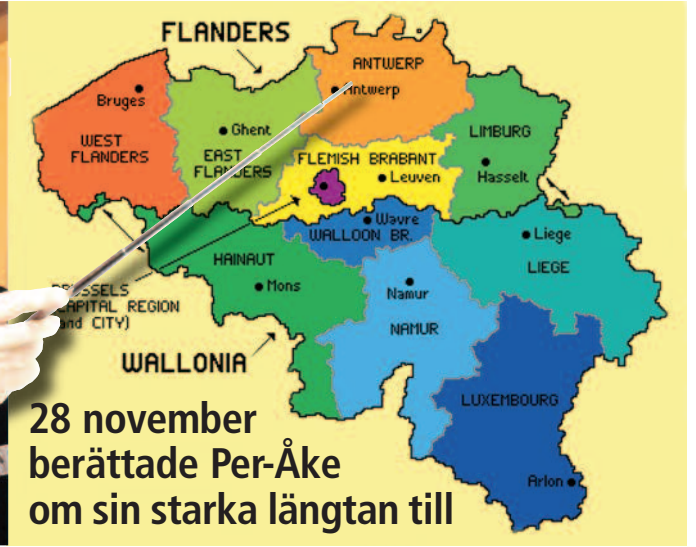 FLANDERS
ANTWERP
Antwerp
Bruges
Ghent
LIMBURG
WEST
FLANDERS
EAST
FLANDERS
FLEMISH BRABANT
Leuven
Hasselt
Wavre
WALLOON BR.
Liege
LIEGE
HAINAUT
Mons
Namur
NAMUR
BRUSSELS
CAPITAL REGION
(and CITY)
WALLONIA
LUXEMBOURG
Arlon
28 november
berättade Per-Åke
om sin starka längtan till